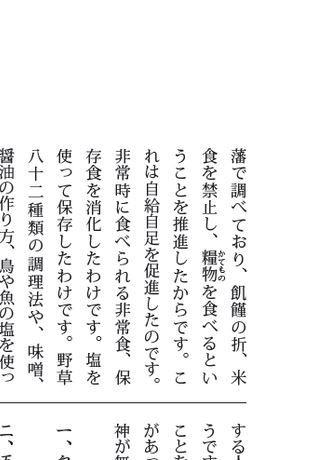 藩で調べており、飢饉の折、米
食を禁止し、糧物を食べるとい
かてもの
うことを推進したからです。こ
れは自給自足を促進したのです。
非常時に食べられる非常食、保
存食を消化したわけです。塩を
使って保存したわけです。野草
八十二種類の調理法や、味噌、
醤油の作り方、鳥や魚の塩を使っ
する
うです
ことを
があっ
神が無
一、
二、